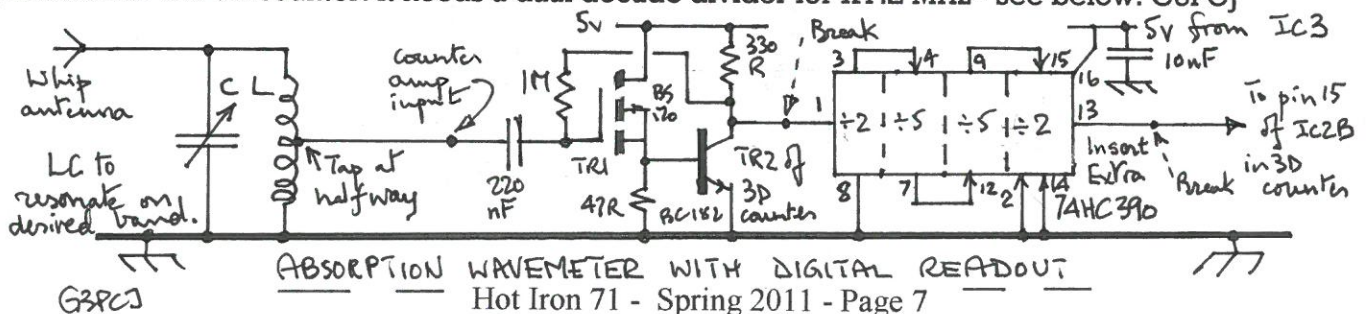 see below. G3PCJ
5v
330
R
Break
5v from IC3
10nF
Whip
antenna
C L
counter
amp
input
1M
BS
170
3
4
9
15
16
1
÷2 ÷5 ÷5 ÷2
13
To pin 15
of IC2B
in 3D
counter
LC to
resonate on
desired band.
Tap at
halfway
220
nF
TR1
47R
BC182
TR2 of
3D
counter
8
7
12
2
14
Insert
Extra
74HC390
Break
ABSORPTION WAVEMETER WITH DIGITAL READOUT
G3PCJ
Hot Iron 71 - Spring 2011 - Page 7